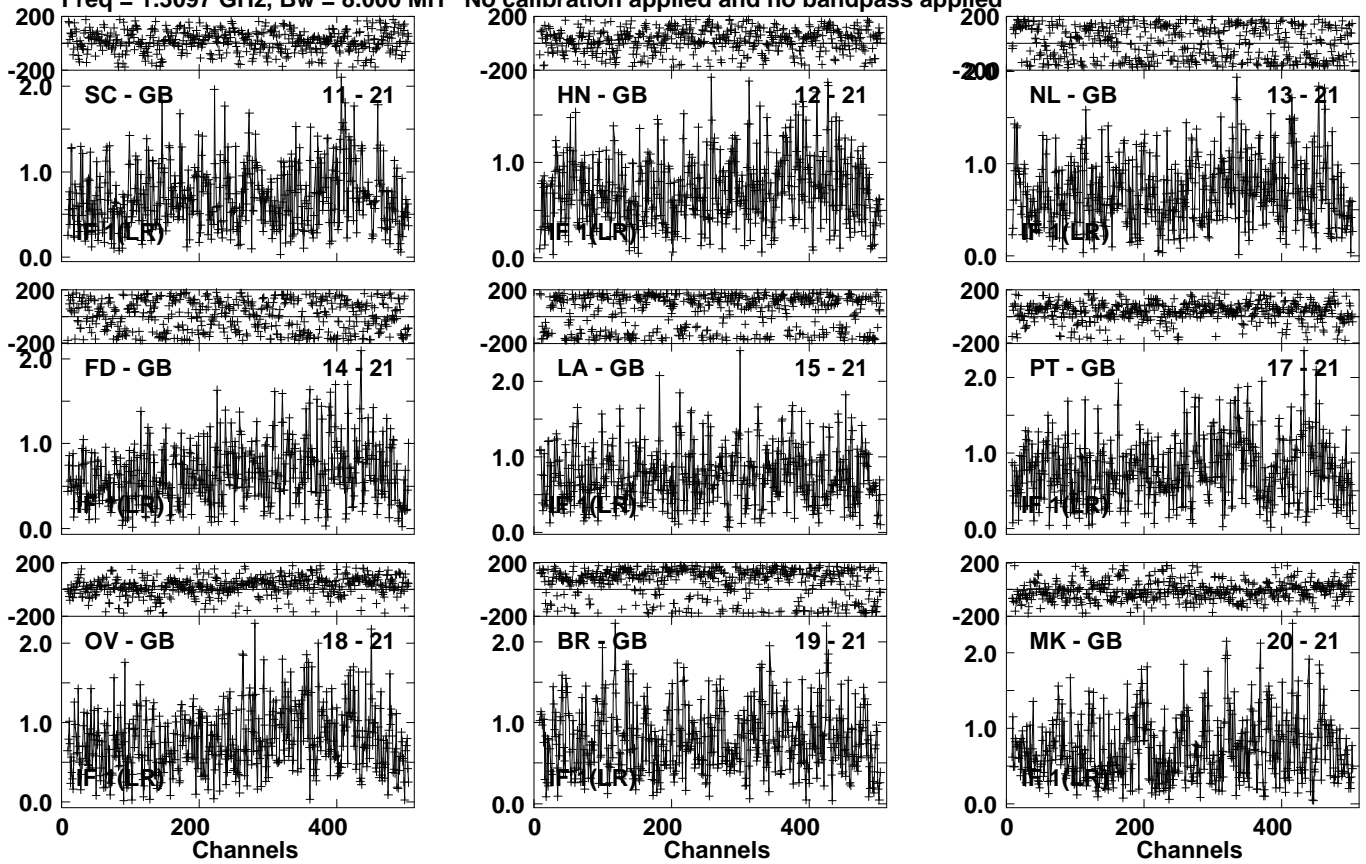 Freq = 1.3097 GHz, Bw = 8.000 MH No calibration applied and no bandpass applied
200 200 200
-200 -200 -200
2.0 SC - GB 11 - 21 HN - GB 12 - 21 2.0 NL - GB 13 - 21
1.0 1.0 1.0
IF 1(LR) IF 1(LR) IF 1(LR)
0.0 0.0 0.0
200 200 200
-200 -200 -200
2.0 FD - GB 14 - 21 2.0 LA - GB 15 - 21 2.0 PT - GB 17 - 21
1.0 1.0 1.0
IF 1(LR) IF 1(LR) IF 1(LR)
0.0 0.0 0.0
200 200 200
-200 -200 -200
2.0 OV - GB 18 - 21 2.0 BR - GB 19 - 21 2.0 MK - GB 20 - 21
1.0 1.0 1.0
IF 1(LR) IF 1(LR) IF 1(LR)
0.0 0.0 0.0
0 200 400 0 200 400 0 200 400
Channels Channels Channels